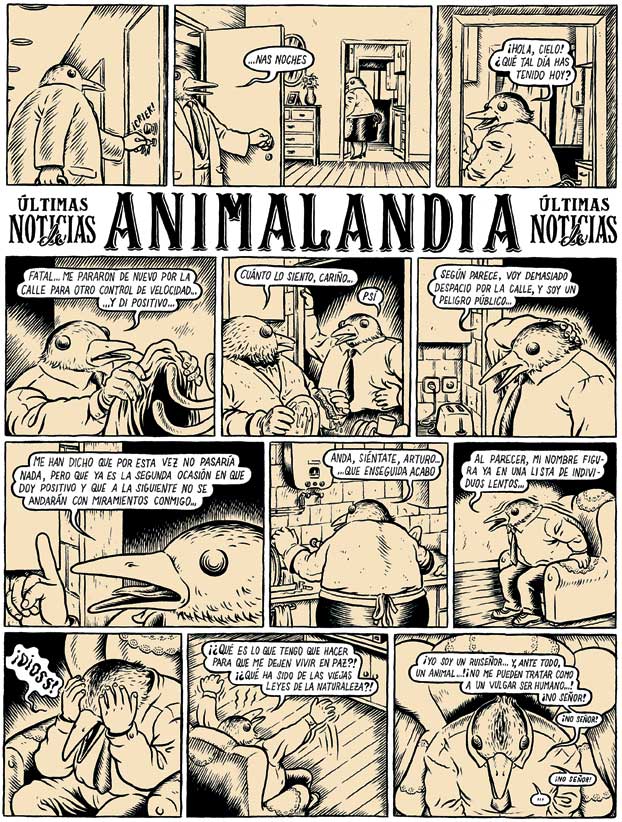 ¡CHIER!
...NAS NOCHES
¡HOLA, CIELO!
¿QUÉ TAL DÍA HAS
TENIDO HOY?
ÚLTIMAS
NOTICIAS
de
ANIMALANDIA
ÚLTIMAS
NOTICIAS
de
FATAL... ME PARARON DE NUEVO POR LA
CALLE PARA OTRO CONTROL DE VELOCIDAD...
...Y DI POSITIVO...
CUÁNTO LO SIENTO, CARIÑO...
PSÍ
SEGÚN PARECE, VOY DEMASIADO
DESPACIO POR LA CALLE, Y SOY UN
PELIGRO PÚBLICO...
ME HAN DICHO QUE POR ESTA VEZ NO PASARÍA
NADA, PERO QUE YA ES LA SEGUNDA OCASIÓN EN QUE
DOY POSITIVO Y QUE A LA SIGUIENTE NO SE
ANDARÁN CON MIRAMIENTOS CONMIGO...
ANDA, SIÉNTATE, ARTURO...
...QUE ENSEGUIDA ACABO
AL PARECER, MI NOMBRE FIGU-
RA YA EN UNA LISTA DE INDIVI-
DUOS LENTOS...
¡DIOSS!
¡¿QUÉ ES LO QUE TENGO QUE HACER
PARA QUE ME DEJEN VIVIR EN PAZ?!
¡¿QUÉ HA SIDO DE LAS VIEJAS
LEYES DE LA NATURALEZA?!
¡YO SOY UN RUISEÑOR... Y, ANTE TODO,
UN ANIMAL...! ¡NO ME PUEDEN TRATAR COMO
A UN VULGAR SER HUMANO...!
¡NO SEÑOR!
¡NO SEÑOR!
¡NO SEÑOR!
...